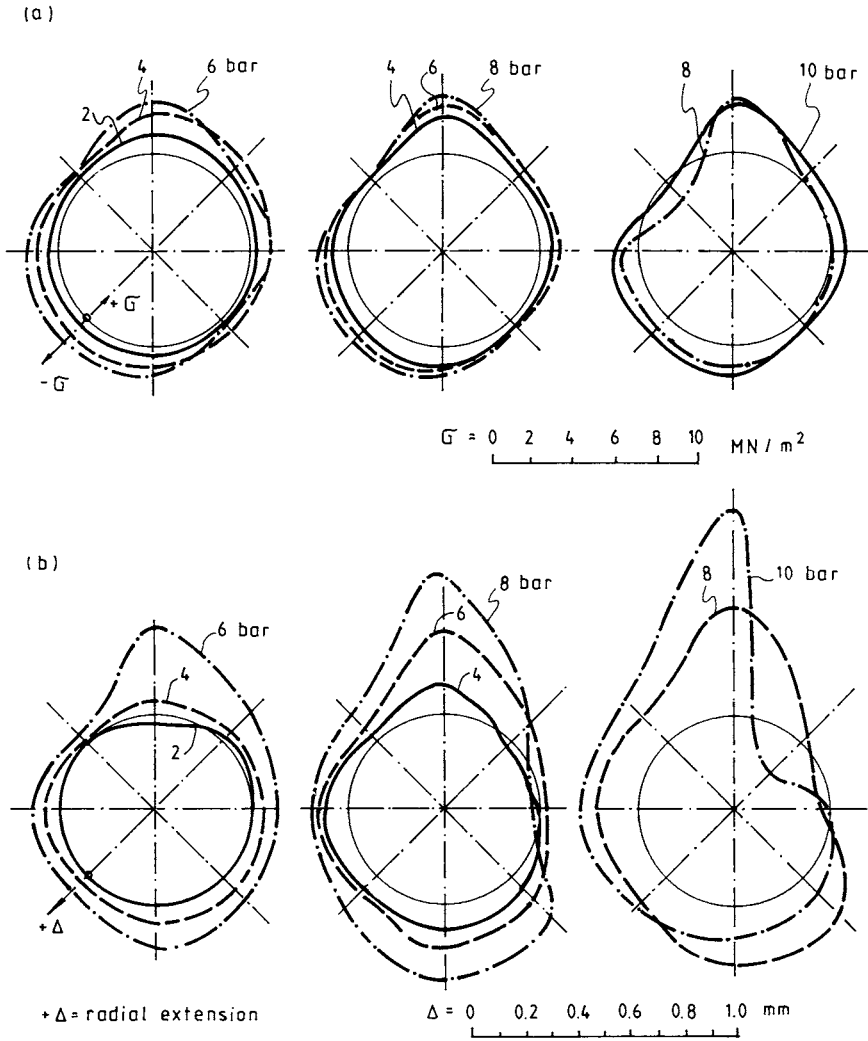 (a)
2 4 6 bar
4 6 8 bar
8 10 bar
+ σ
- σ
σ = 0 2 4 6 8 10 MN / m²
(b)
6 bar
4
2
8 bar
6
4
8 10 bar
+ Δ
+ Δ = radial extension
Δ = 0 0.2 0.4 0.6 0.8 1.0 mm